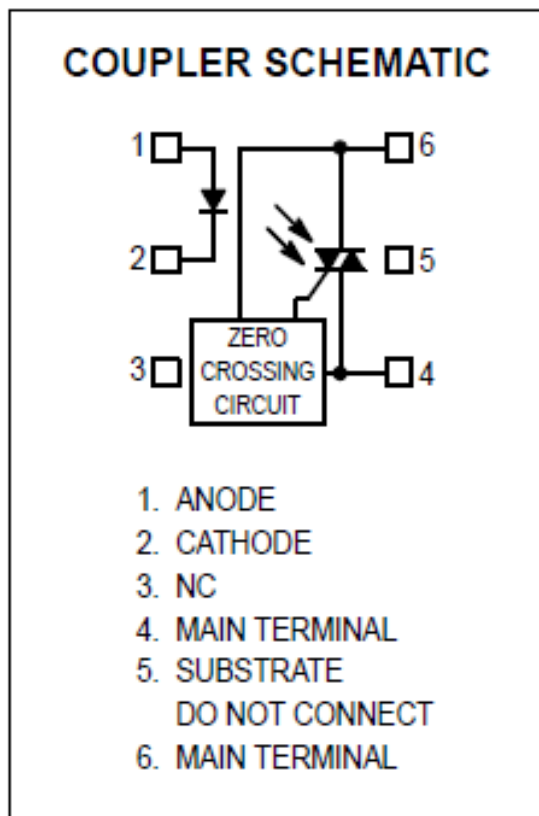 COUPLER SCHEMATIC
1
6
2
5
3
ZERO
CROSSING
CIRCUIT
4
1. ANODE
2. CATHODE
3. NC
4. MAIN TERMINAL
5. SUBSTRATE
DO NOT CONNECT
6. MAIN TERMINAL